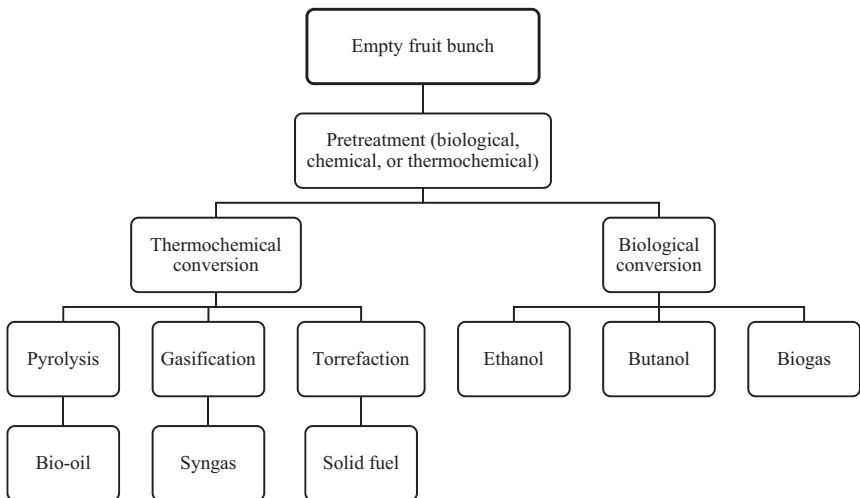 Empty fruit bunch
Pretreatment (biological,
chemical, or thermochemical)
Thermochemical
conversion
Biological
conversion
Pyrolysis
Gasification
Torrefaction
Ethanol
Butanol
Biogas
Bio-oil
Syngas
Solid fuel